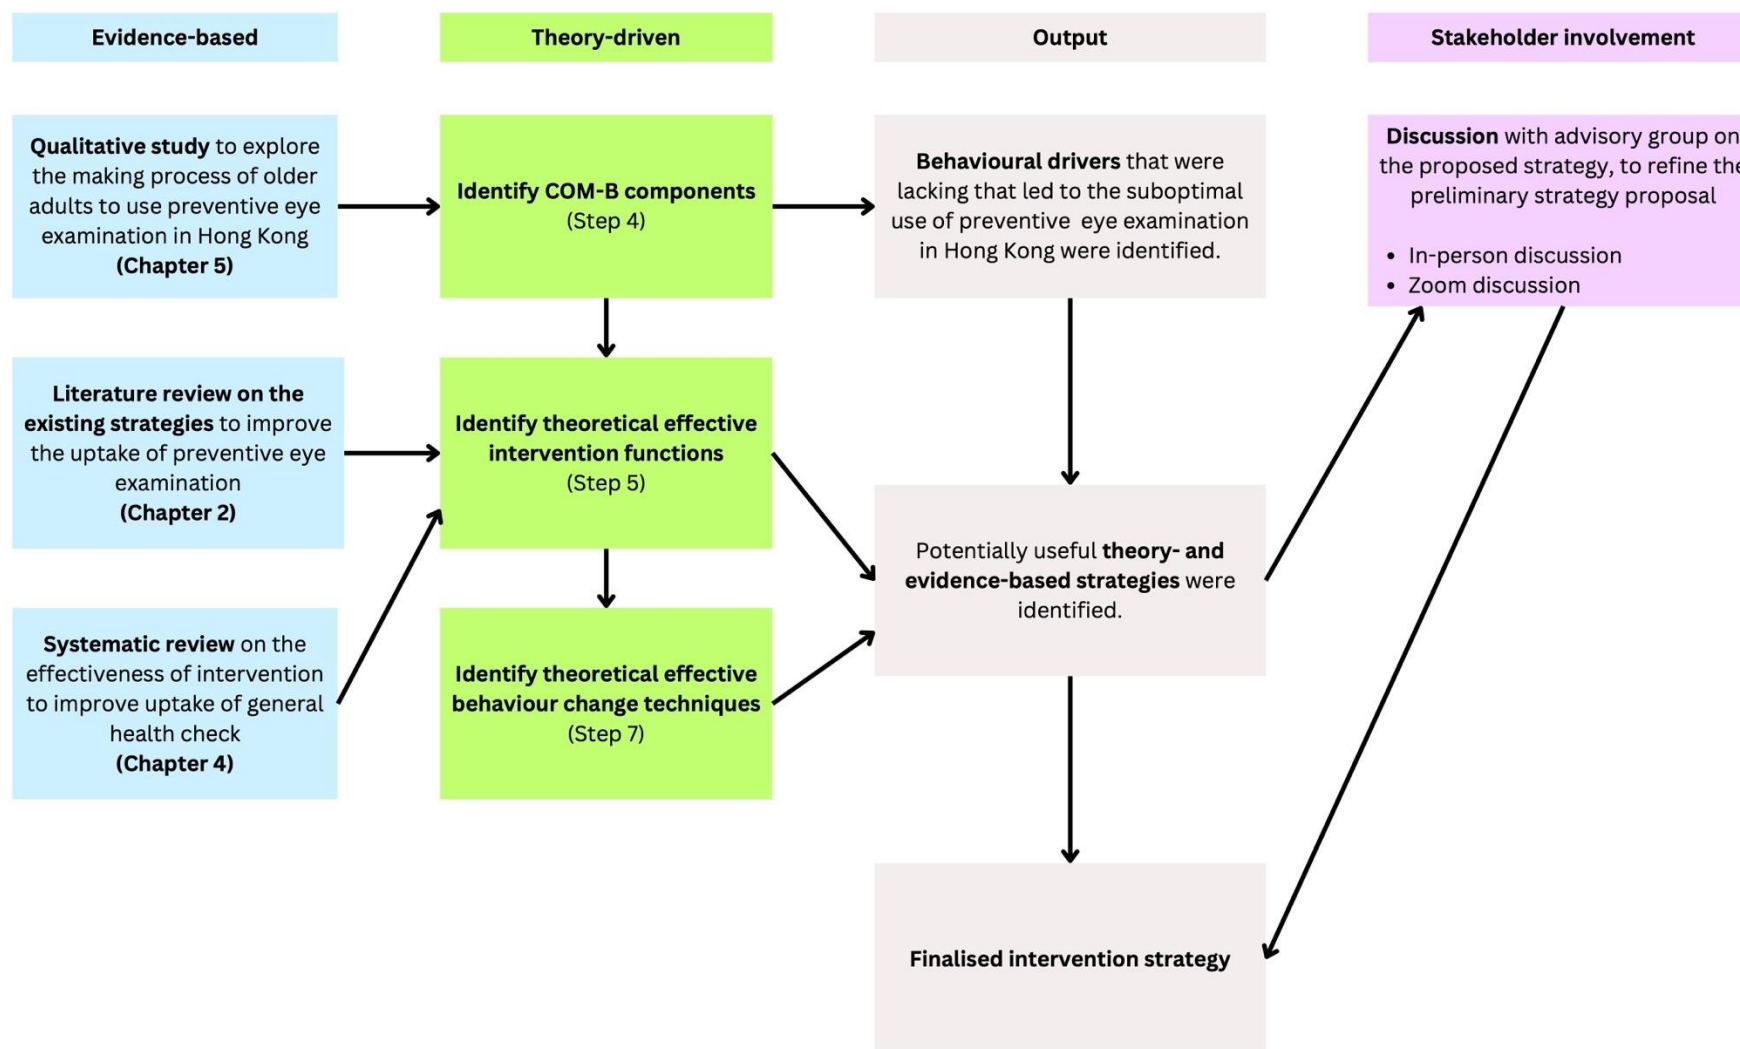 Evidence-based
Theory-driven
Output
Stakeholder involvement
Qualitative study to explore
the making process of older
adults to use preventive eye
examination in Hong Kong
(Chapter 5)
Identify COM-B components
(Step 4)
Behavioural drivers that were
lacking that led to the suboptimal
use of preventive eye examination
in Hong Kong were identified.
Discussion with advisory group on
the proposed strategy, to refine the
preliminary strategy proposal
• In-person discussion
• Zoom discussion
Literature review on the
existing strategies to improve
the uptake of preventive eye
examination
(Chapter 2)
Identify theoretical effective
intervention functions
(Step 5)
Potentially useful theory- and
evidence-based strategies were
identified.
Systematic review on the
effectiveness of intervention
to improve uptake of general
health check
(Chapter 4)
Identify theoretical effective
behaviour change techniques
(Step 7)
Finalised intervention strategy